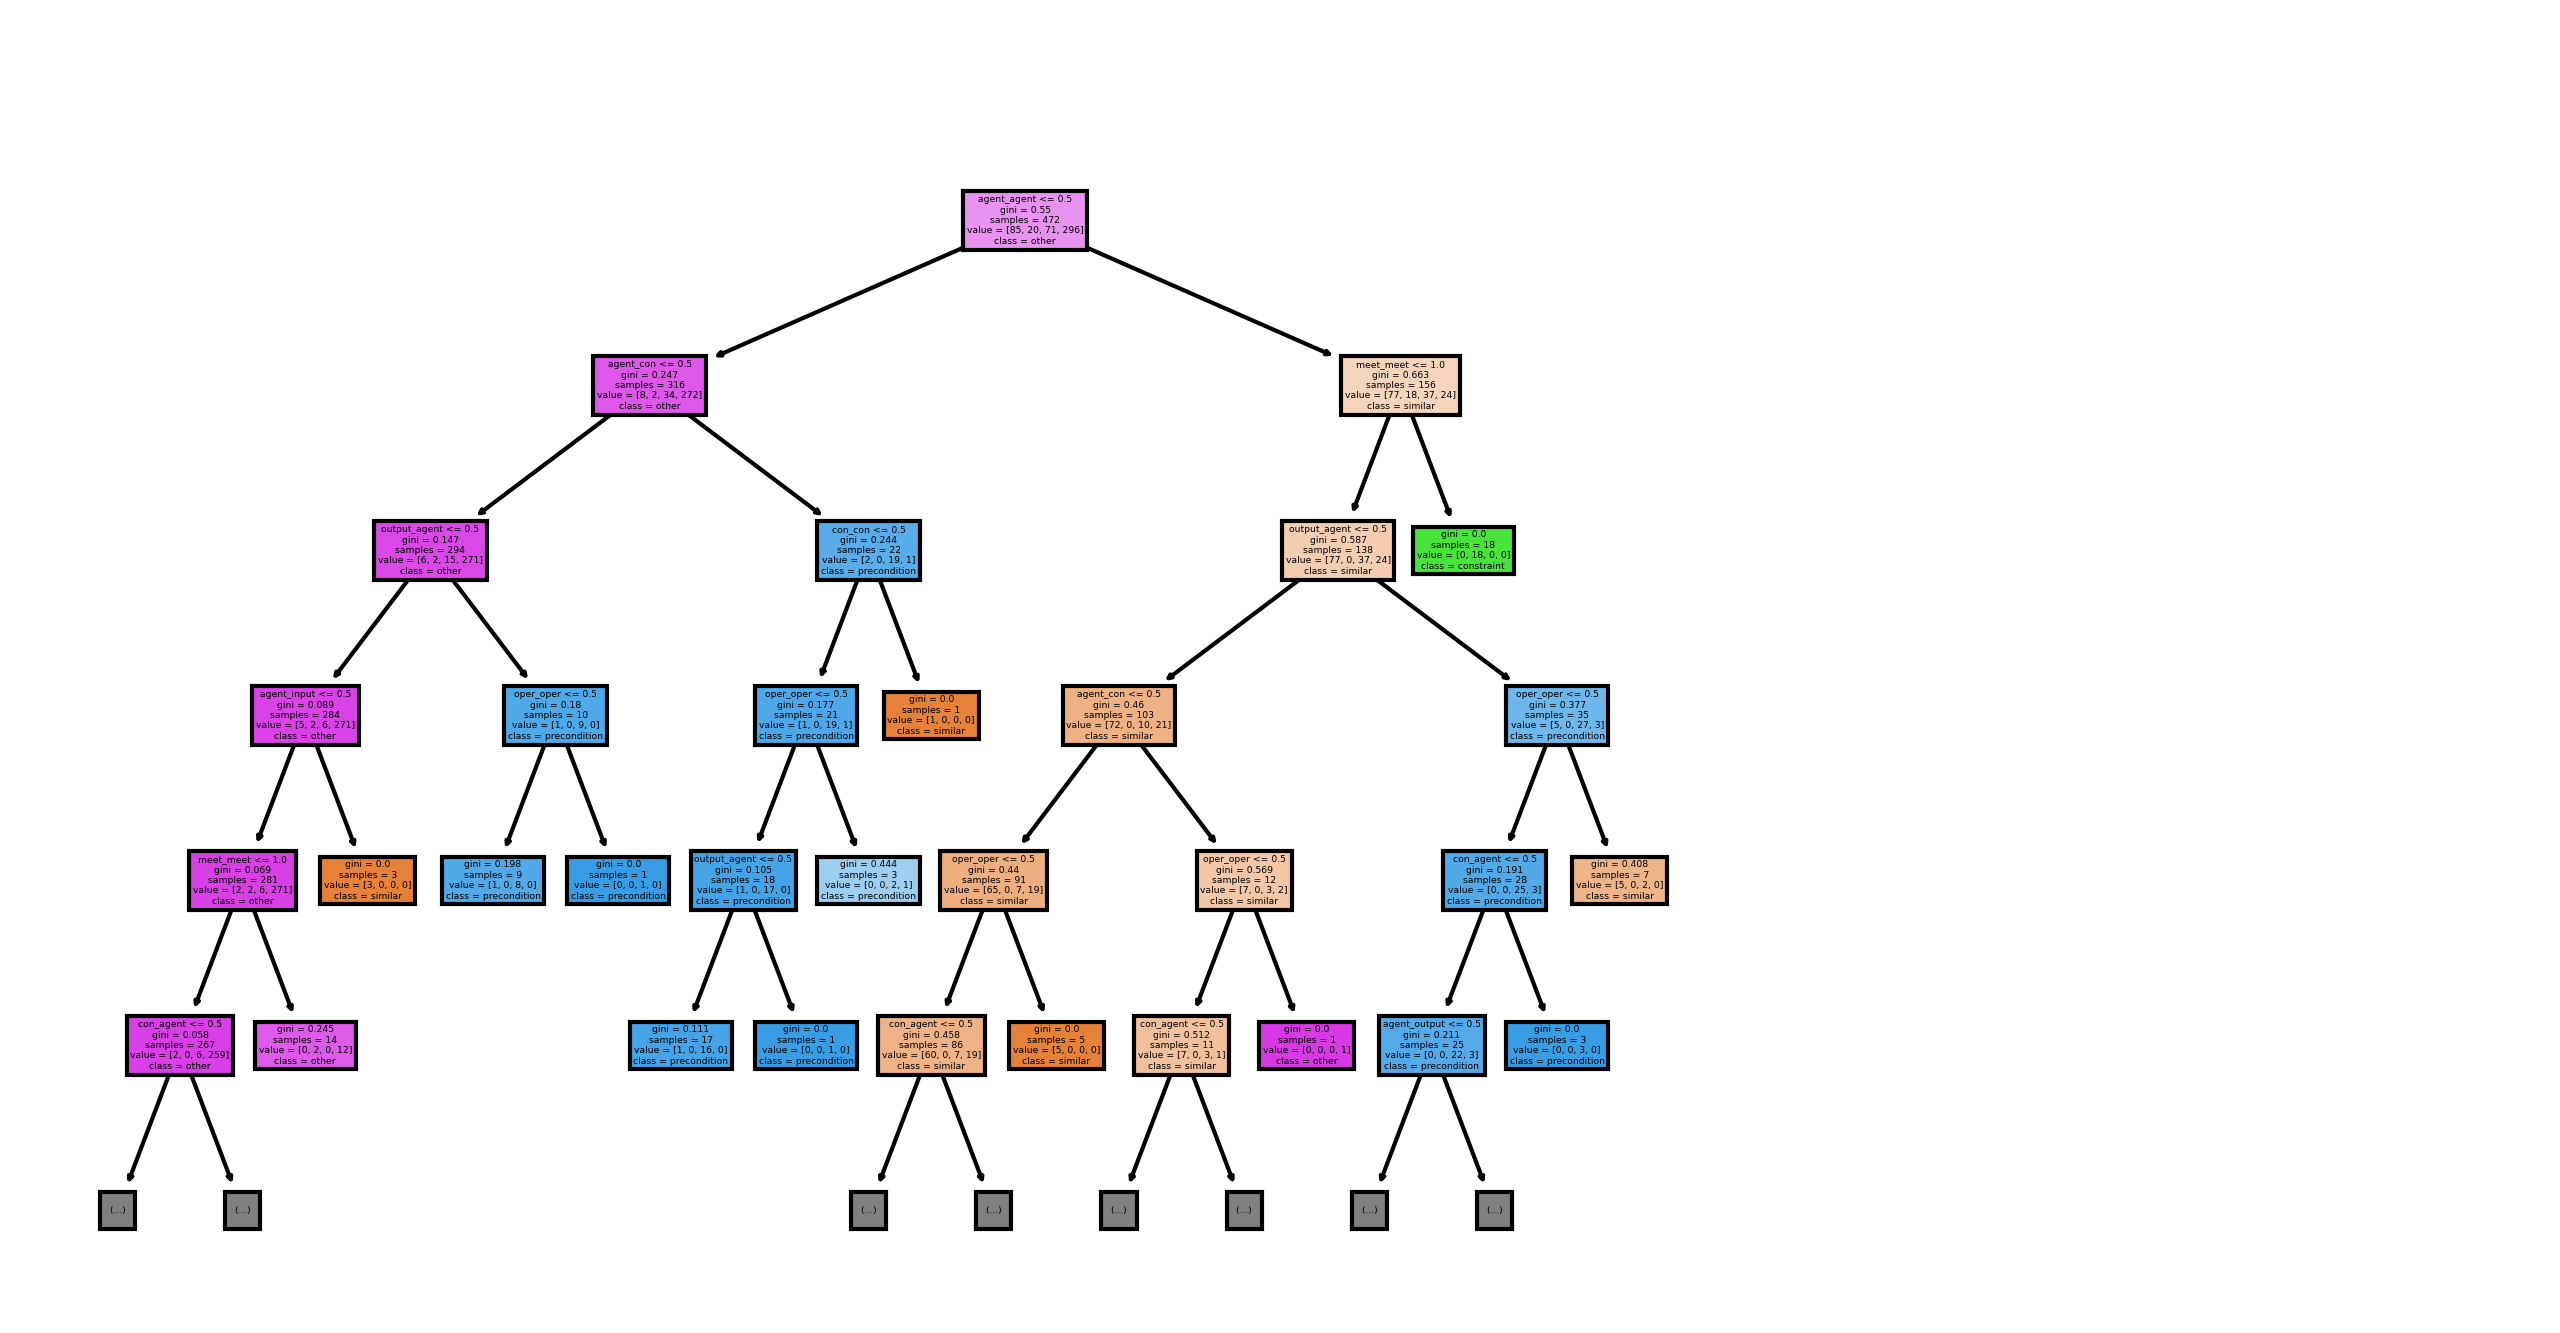 agent_agent <= 0.5
gini = 0.55
samples = 472
value = [85, 20, 71, 296]
class = other
agent_con <= 0.5
gini = 0.247
samples = 316
value = [8, 2, 34, 272]
class = other
meet_meet <= 1.0
gini = 0.663
samples = 156
value = [77, 18, 37, 24]
class = similar
output_agent <= 0.5
gini = 0.147
samples = 294
value = [6, 2, 15, 271]
class = other
con_con <= 0.5
gini = 0.244
samples = 22
value = [2, 0, 19, 1]
class = precondition
output_agent <= 0.5
gini = 0.587
samples = 138
value = [77, 0, 37, 24]
class = similar
gini = 0.0
samples = 18
value = [0, 18, 0, 0]
class = constraint
agent_input <= 0.5
gini = 0.089
samples = 284
value = [5, 2, 6, 271]
class = other
oper_oper <= 0.5
gini = 0.18
samples = 10
value = [1, 0, 9, 0]
class = precondition
oper_oper <= 0.5
gini = 0.177
samples = 21
value = [1, 0, 19, 1]
class = precondition
gini = 0.0
samples = 1
value = [1, 0, 0, 0]
class = similar
agent_con <= 0.5
gini = 0.46
samples = 103
value = [72, 0, 10, 21]
class = similar
oper_oper <= 0.5
gini = 0.377
samples = 35
value = [5, 0, 27, 3]
class = precondition
meet_meet <= 1.0
gini = 0.069
samples = 281
value = [2, 2, 6, 271]
class = other
gini = 0.0
samples = 3
value = [3, 0, 0, 0]
class = similar
gini = 0.198
samples = 9
value = [1, 0, 8, 0]
class = precondition
gini = 0.0
samples = 1
value = [0, 0, 1, 0]
class = precondition
output_agent <= 0.5
gini = 0.105
samples = 18
value = [1, 0, 17, 0]
class = precondition
gini = 0.444
samples = 3
value = [0, 0, 2, 1]
class = precondition
oper_oper <= 0.5
gini = 0.44
samples = 91
value = [65, 0, 7, 19]
class = similar
oper_oper <= 0.5
gini = 0.569
samples = 12
value = [7, 0, 3, 2]
class = similar
con_agent <= 0.5
gini = 0.191
samples = 28
value = [0, 0, 25, 3]
class = precondition
gini = 0.408
samples = 7
value = [5, 0, 2, 0]
class = similar
con_agent <= 0.5
gini = 0.058
samples = 267
value = [2, 0, 6, 259]
class = other
gini = 0.245
samples = 14
value = [0, 2, 0, 12]
class = other
gini = 0.111
samples = 17
value = [1, 0, 16, 0]
class = precondition
gini = 0.0
samples = 1
value = [0, 0, 1, 0]
class = precondition
con_agent <= 0.5
gini = 0.458
samples = 86
value = [60, 0, 7, 19]
class = similar
gini = 0.0
samples = 5
value = [5, 0, 0, 0]
class = similar
con_agent <= 0.5
gini = 0.512
samples = 11
value = [7, 0, 3, 1]
class = similar
gini = 0.0
samples = 1
value = [0, 0, 0, 1]
class = other
agent_output <= 0.5
gini = 0.211
samples = 25
value = [0, 0, 22, 3]
class = precondition
gini = 0.0
samples = 3
value = [0, 0, 3, 0]
class = precondition
(...)
(...)
(...)
(...)
(...)
(...)
(...)
(...)